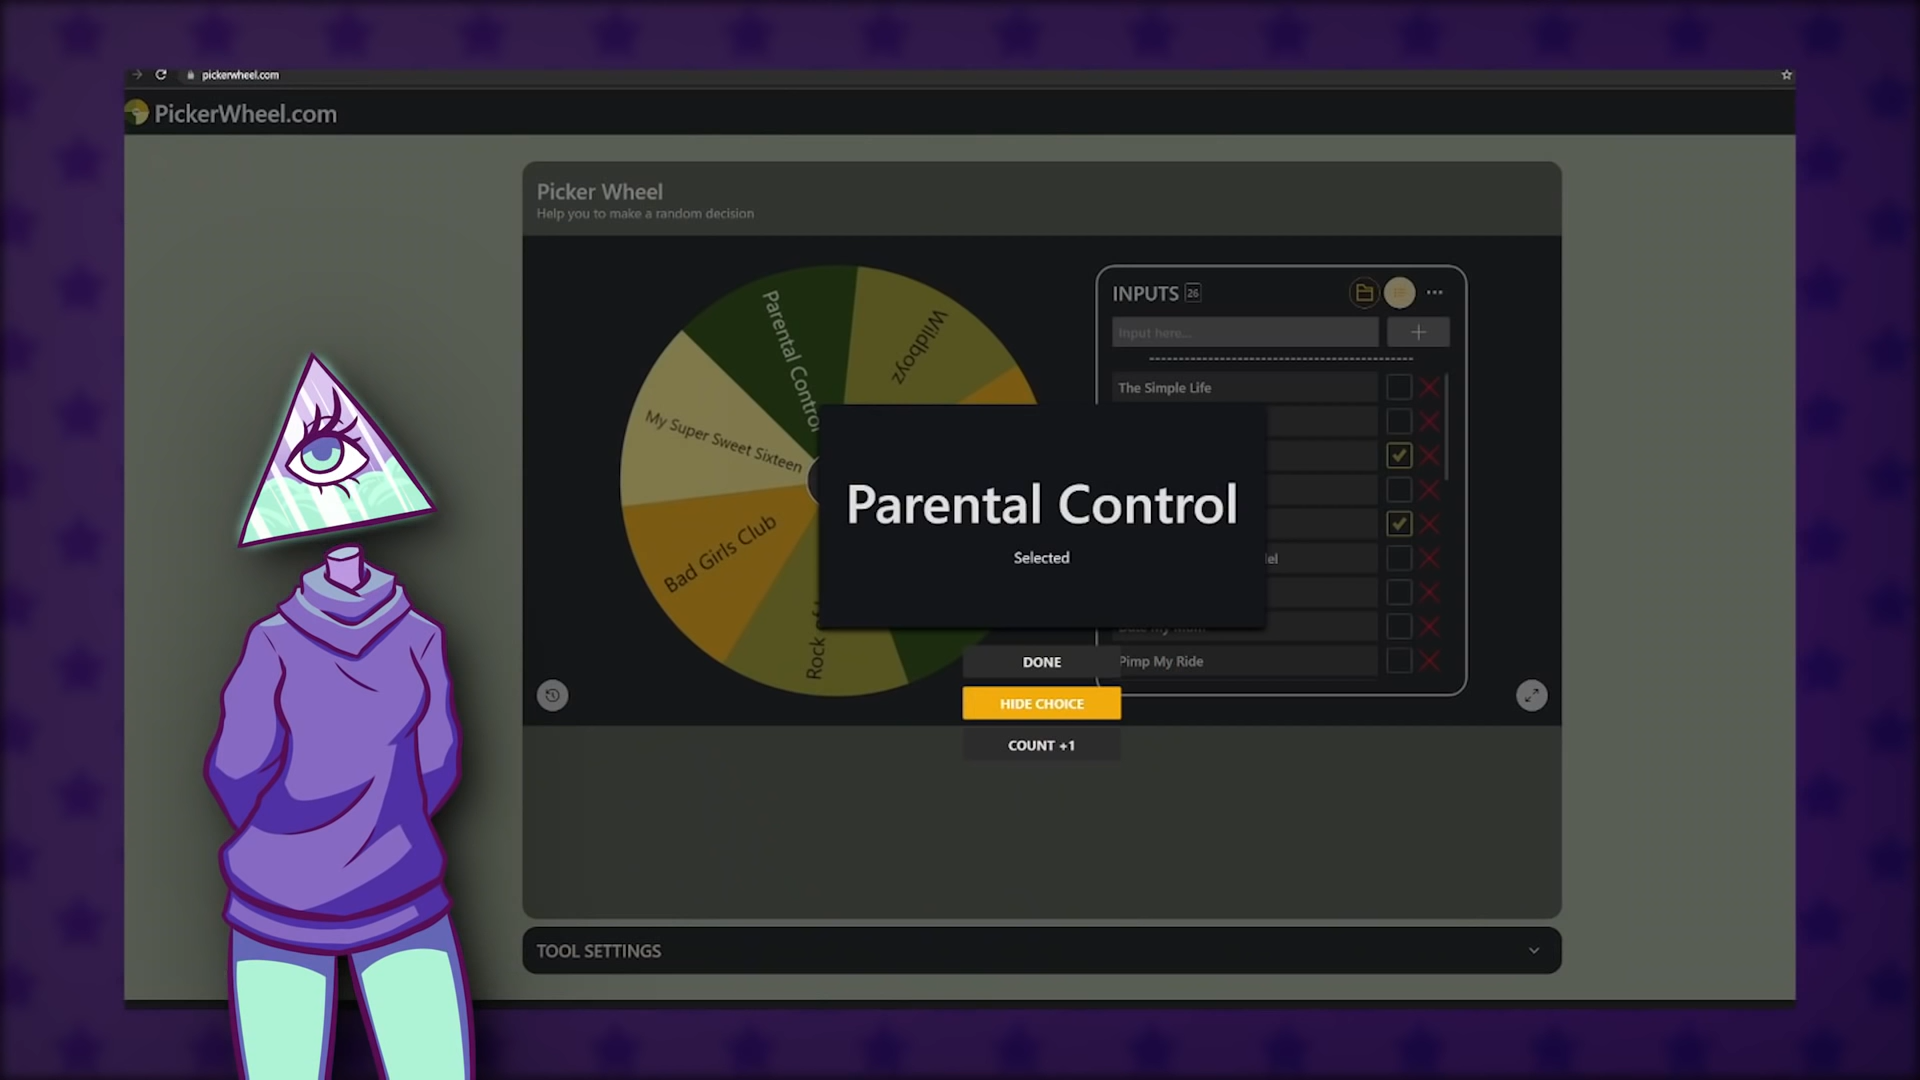 pickerwheel.com
PickerWheel.com
Picker Wheel
Help you to make a random decision
Parental Control
Wildboyz
My Super Sweet Sixteen
Bad Girls Club
Rock of
INPUTS 26
Input here...
The Simple Life
Parental Control
Selected
DONE
Pimp My Ride
HIDE CHOICE
COUNT +1
TOOL SETTINGS